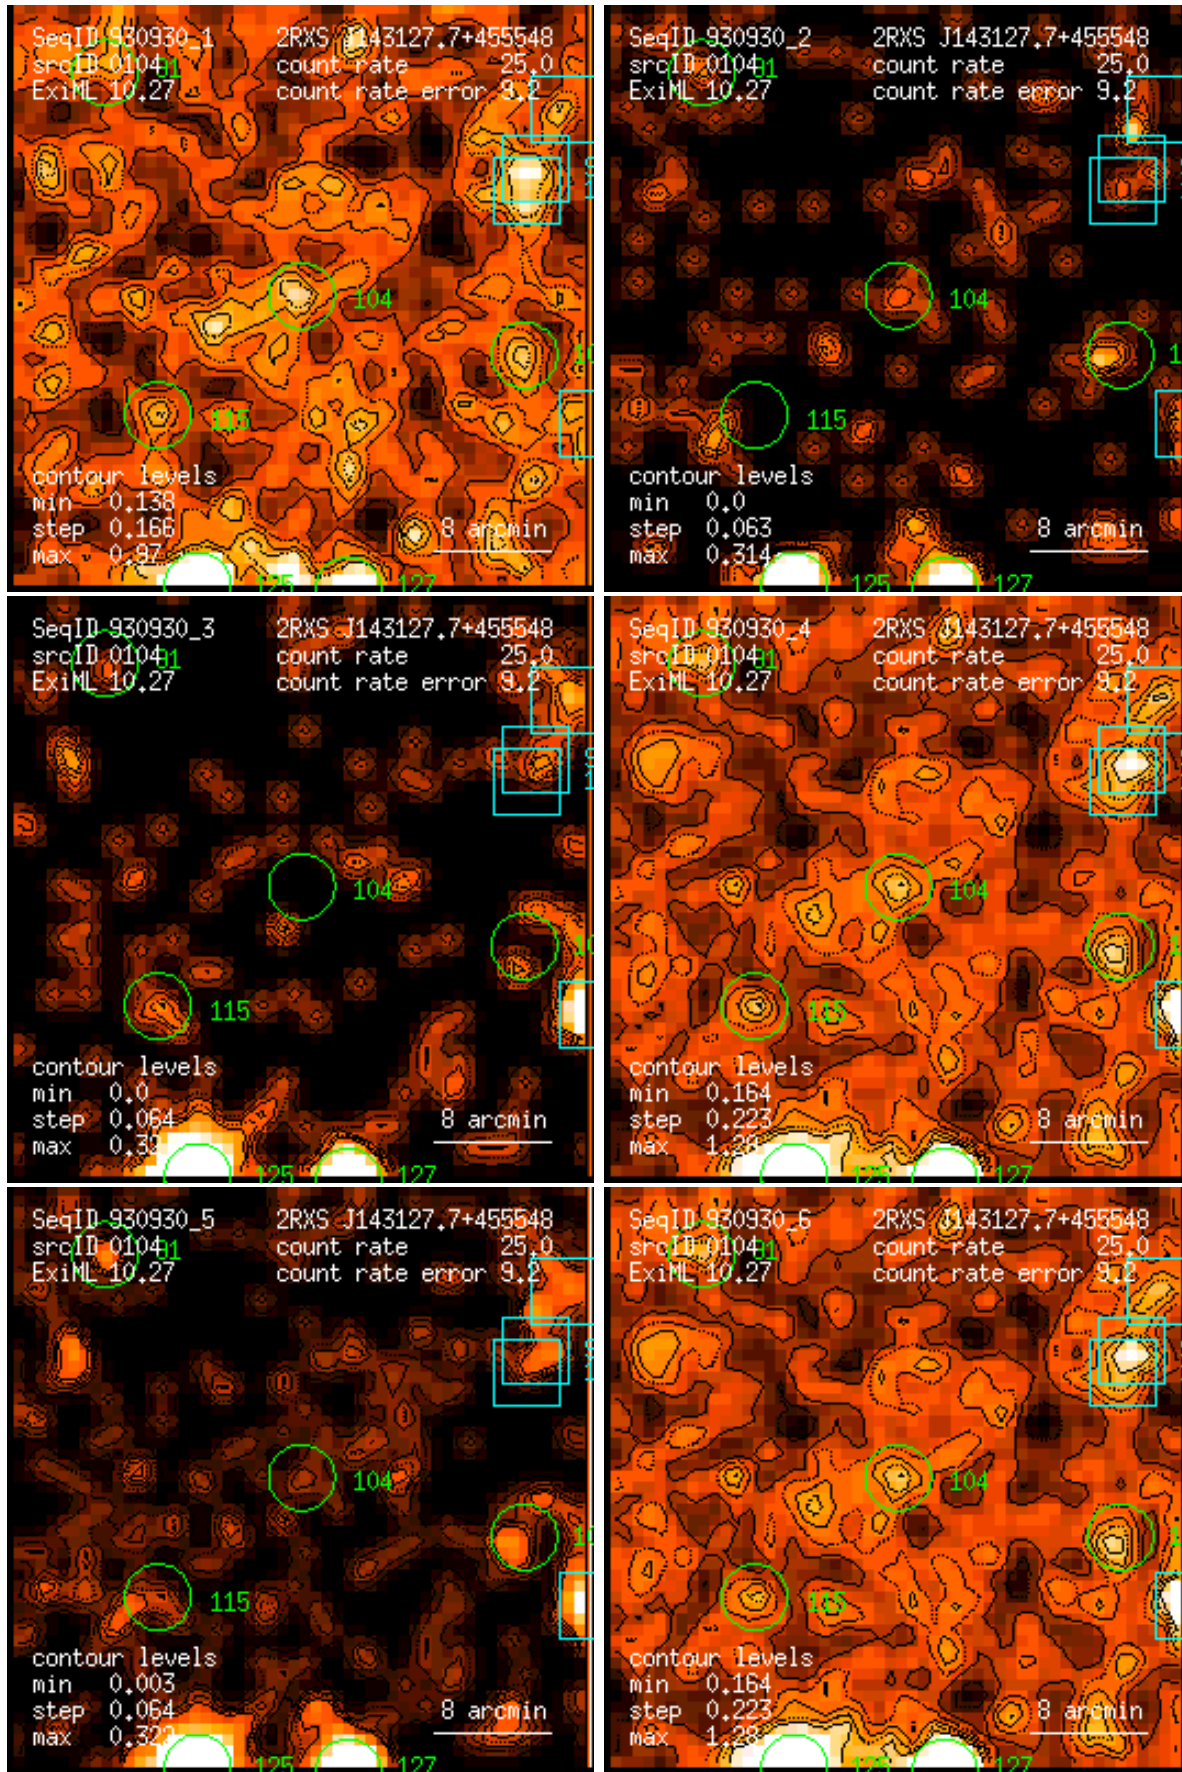 SeqID 930930_1 2RXS J143127.7+455548
srcID 0104 91 count rate 25.0
ExiML 10.27 count rate error 9.2
104
115
contour levels
min 0.138
step 0.166 8 arcmin
max 0.97
125 127
SeqID 930930_2 2RXS J143127.7+455548
srcID 0104 91 count rate 25.0
ExiML 10.27 count rate error 9.2
104
115
contour levels
min 0.0
step 0.063 8 arcmin
max 0.314
125 127
SeqID 930930_3 2RXS J143127.7+455548
srcID 0104 91 count rate 25.0
ExiML 10.27 count rate error 9.2
104
115
contour levels
min 0.0
step 0.064 8 arcmin
max 0.32
125 127
SeqID 930930_4 2RXS J143127.7+455548
srcID 0104 91 count rate 25.0
ExiML 10.27 count rate error 9.2
104
115
contour levels
min 0.164
step 0.223 8 arcmin
max 1.28
125 127
SeqID 930930_5 2RXS J143127.7+455548
srcID 0104 91 count rate 25.0
ExiML 10.27 count rate error 9.2
104
115
contour levels
min 0.003
step 0.064 8 arcmin
max 0.322
125 127
SeqID 930930_6 2RXS J143127.7+455548
srcID 0104 91 count rate 25.0
ExiML 10.27 count rate error 9.2
104
115
contour levels
min 0.164
step 0.223 8 arcmin
max 1.28
125 127